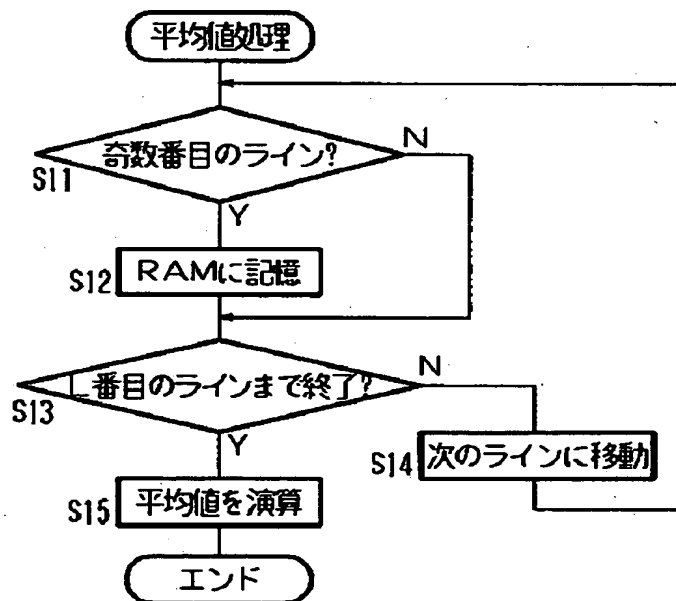 平均値処理
奇数番目のライン?
N
S11
Y
S12
RAMに記憶
L番目のラインまで終了?
N
S13
Y
S14
次のラインに移動
S15
平均値を演算
エンド